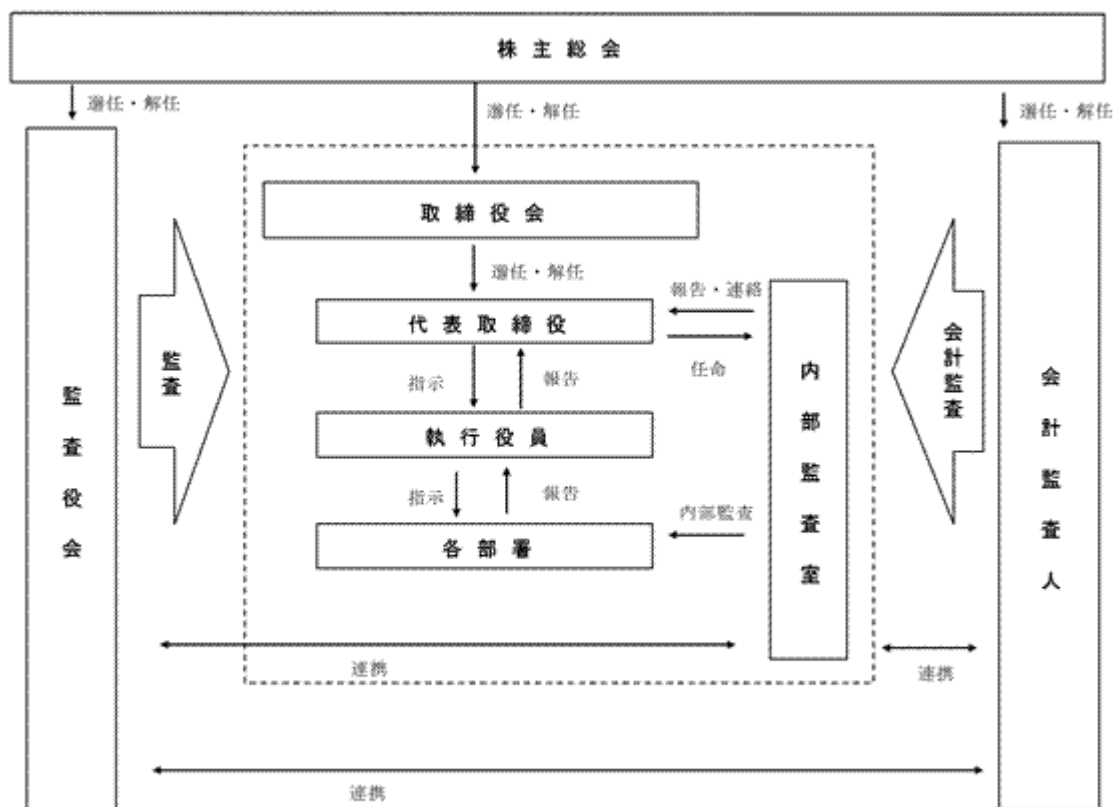 株主総会
選任・解任
選任・解任
選任・解任
取締役会
選任・解任
報告・連絡
代表取締役
任命
指示
報告
執行役員
指示
報告
内部監査
各部署
監査役会
監査
内部監査室
会計監査
会計監査人
連携
連携
連携